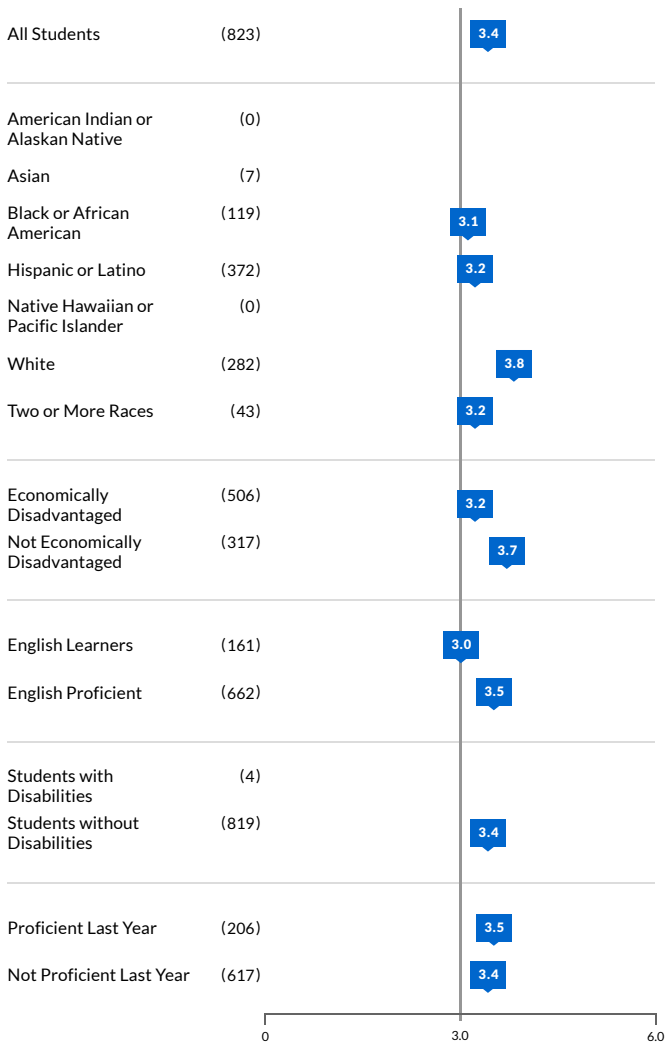 All Students (823) 3.4
American Indian or (0)
Alaskan Native
Asian (7)
Black or African (119) 3.1
American
Hispanic or Latino (372) 3.2
Native Hawaiian or (0)
Pacific Islander
White (282) 3.8
Two or More Races (43) 3.2
Economically (506) 3.2
Disadvantaged
Not Economically (317) 3.7
Disadvantaged
English Learners (161) 3.0
English Proficient (662) 3.5
Students with (4)
Disabilities
Students without (819) 3.4
Disabilities
Proficient Last Year (206) 3.5
Not Proficient Last Year (617) 3.4
0 3.0 6.0